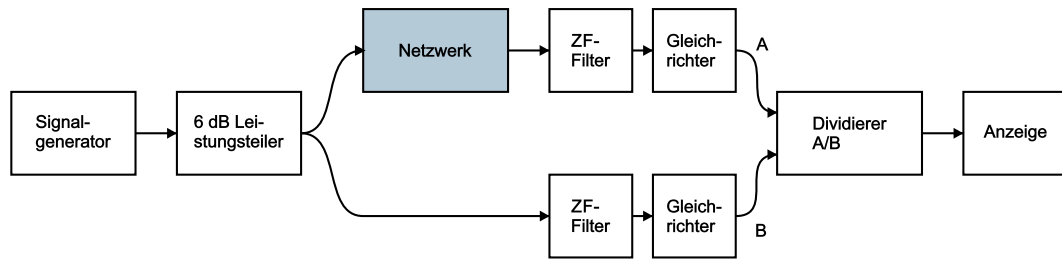 Netzwerk
ZF-
Filter
Gleich-
richter
A
Signal-
generator
6 dB Lei-
stungsteiler
Dividierer
A/B
Anzeige
ZF-
Filter
Gleich-
richter
B